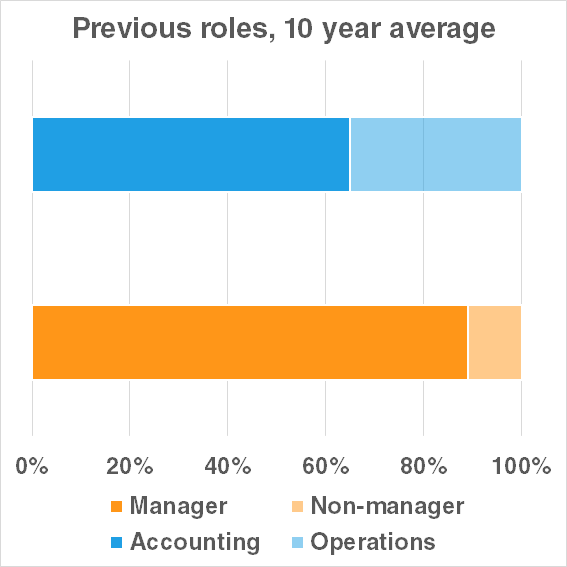 Previous roles, 10 year average
0% 20% 40% 60% 80% 100%
Manager Non-manager
Accounting Operations